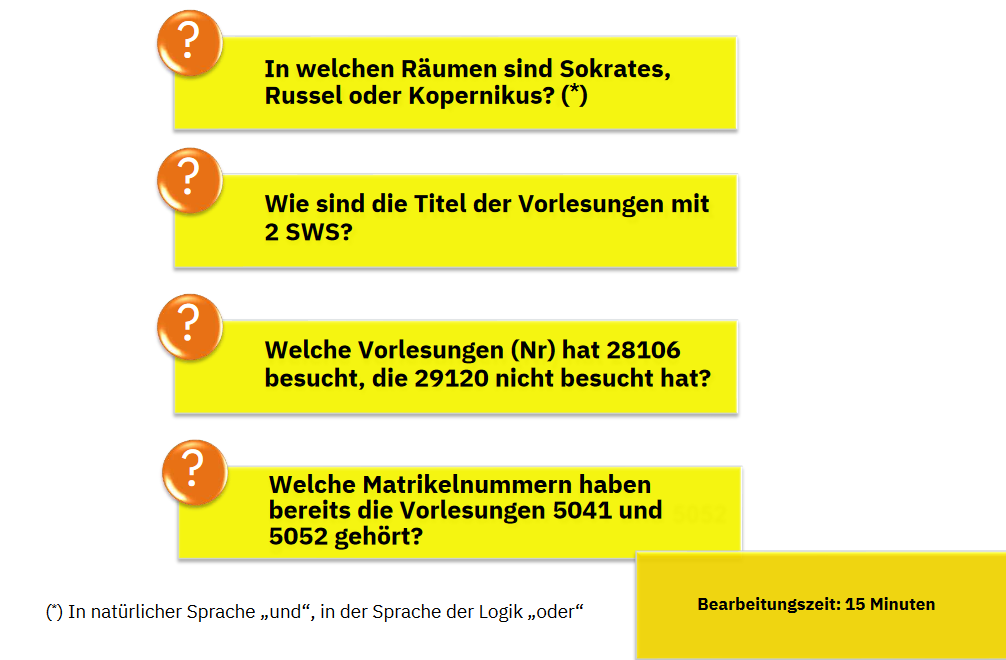 ?
In welchen Räumen sind Sokrates,
Russel oder Kopernikus? (*)
?
Wie sind die Titel der Vorlesungen mit
2 SWS?
?
Welche Vorlesungen (Nr) hat 28106
besucht, die 29120 nicht besucht hat?
?
Welche Matrikelnummern haben
bereits die Vorlesungen 5041 und
5052 gehört?
(*) In natürlicher Sprache „und“, in der Sprache der Logik „oder“
Bearbeitungszeit: 15 Minuten